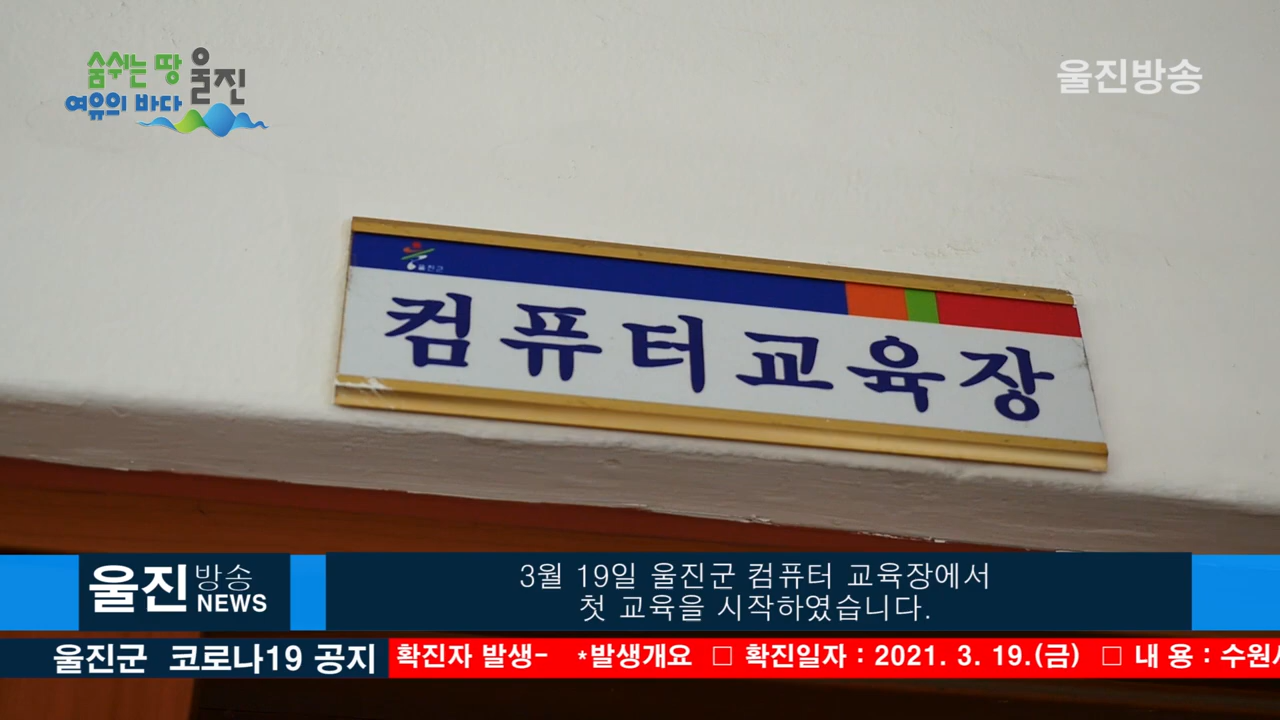 숨쉬는 땅 울진
여유의 바다
울진방송
울진군
컴퓨터교육장
울진 방송 NEWS
3월 19일 울진군 컴퓨터 교육장에서
첫 교육을 시작하였습니다.
울진군 코로나19 공지 확진자 발생- *발생개요 □ 확진일자 : 2021. 3. 19.(금) □ 내 용 : 수원시